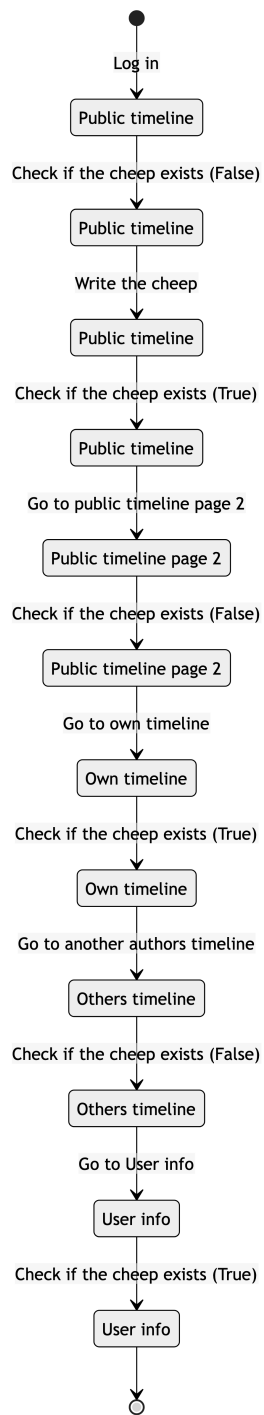 Log in
Public timeline
Check if the cheep exists (False)
Public timeline
Write the cheep
Public timeline
Check if the cheep exists (True)
Public timeline
Go to public timeline page 2
Public timeline page 2
Check if the cheep exists (False)
Public timeline page 2
Go to own timeline
Own timeline
Check if the cheep exists (True)
Own timeline
Go to another authors timeline
Others timeline
Check if the cheep exists (False)
Others timeline
Go to User info
User info
Check if the cheep exists (True)
User info